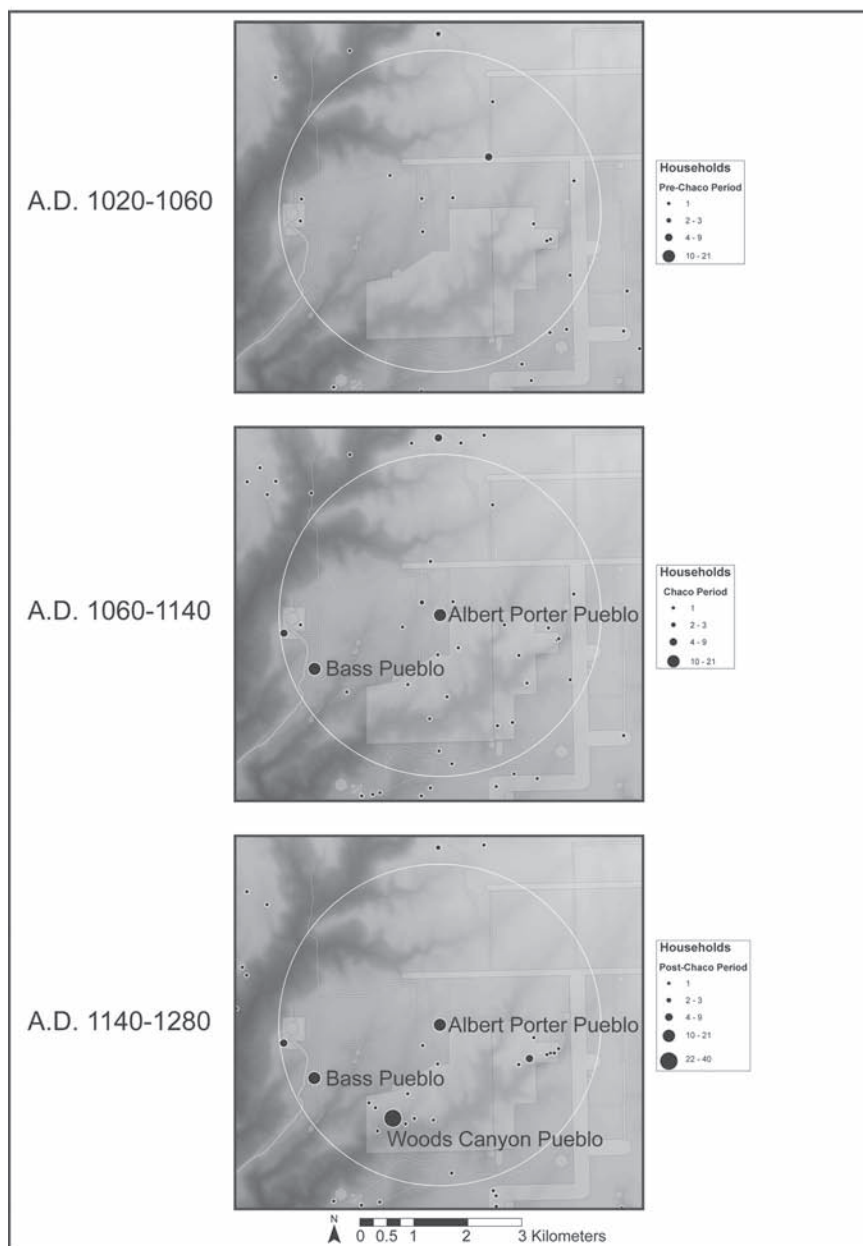 A.D. 1020-1060
Households
Pre-Chaco Period
1
2 - 3
4 - 9
10 - 21
A.D. 1060-1140
Albert Porter Pueblo
Bass Pueblo
Households
Chaco Period
1
2 - 3
4 - 9
10 - 21
A.D. 1140-1280
Albert Porter Pueblo
Bass Pueblo
Woods Canyon Pueblo
Households
Post-Chaco Period
1
2 - 3
4 - 9
10 - 21
22 - 40
N
0 0.5 1 2 3 Kilometers